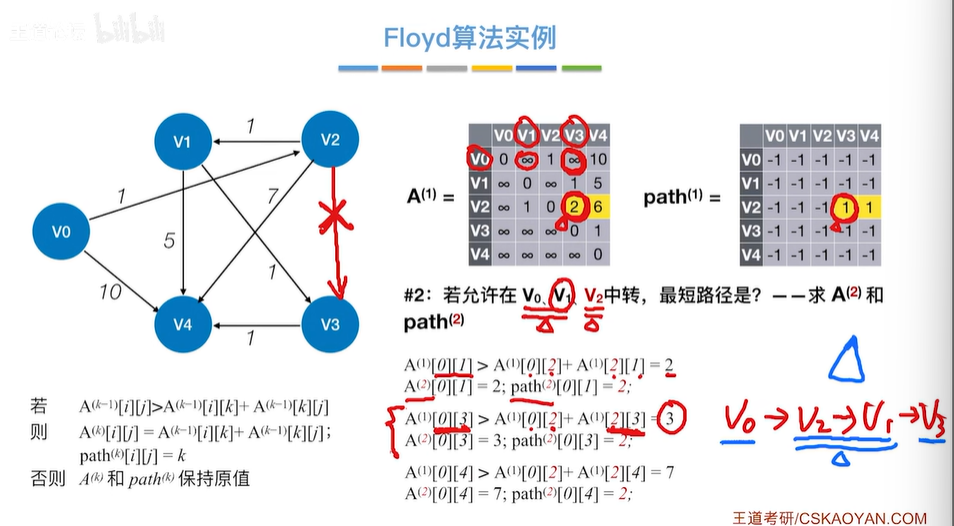 王道考研 bilibili
Floyd算法实例
V0 V1 V2 V3 V4
1
1
7
5
10
1
1
A(1) =
V0 V1 V2 V3 V4
V0 0 ∞ 1 ∞ 10
V1 ∞ 0 ∞ 1 5
V2 ∞ 1 0 2 6
V3 ∞ ∞ ∞ 0 1
V4 ∞ ∞ ∞ ∞ 0
path(1) =
V0 V1 V2 V3 V4
V0 -1 -1 -1 -1 -1
V1 -1 -1 -1 -1 -1
V2 -1 -1 -1 1 1
V3 -1 -1 -1 -1 -1
V4 -1 -1 -1 -1 -1
#2：若允许在 V0、V1、V2中转，最短路径是？——求 A(2) 和
path(2)
A(1)[0][1] > A(1)[0][2]+ A(1)[2][1] = 2
A(2)[0][1] = 2; path(2)[0][1] = 2;
A(1)[0][3] > A(1)[0][2]+ A(1)[2][3] = 3
A(2)[0][3] = 3; path(2)[0][3] = 2;
A(1)[0][4] > A(1)[0][2]+ A(1)[2][4] = 7
A(2)[0][4] = 7; path(2)[0][4] = 2;
V0→V2→V1→V3
若 A(k-1)[i][j]>A(k-1)[i][k]+ A(k-1)[k][j]
则 A(k)[i][j] = A(k-1)[i][k]+ A(k-1)[k][j]；
path(k)[i][j] = k
否则 A(k) 和 path(k) 保持原值
王道考研/CSKAOYAN.COM